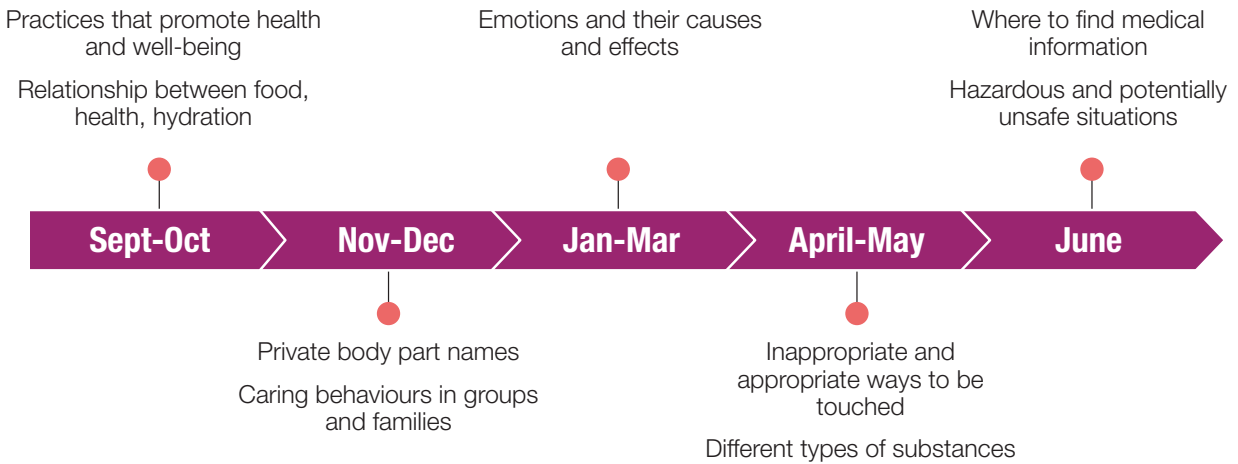 Practices that promote health
and well-being
Relationship between food,
health, hydration
Emotions and their causes
and effects
Where to find medical
information
Hazardous and potentially
unsafe situations
Sept-Oct
Nov-Dec
Jan-Mar
April-May
June
Private body part names
Caring behaviours in groups
and families
Inappropriate and
appropriate ways to be
touched
Different types of substances